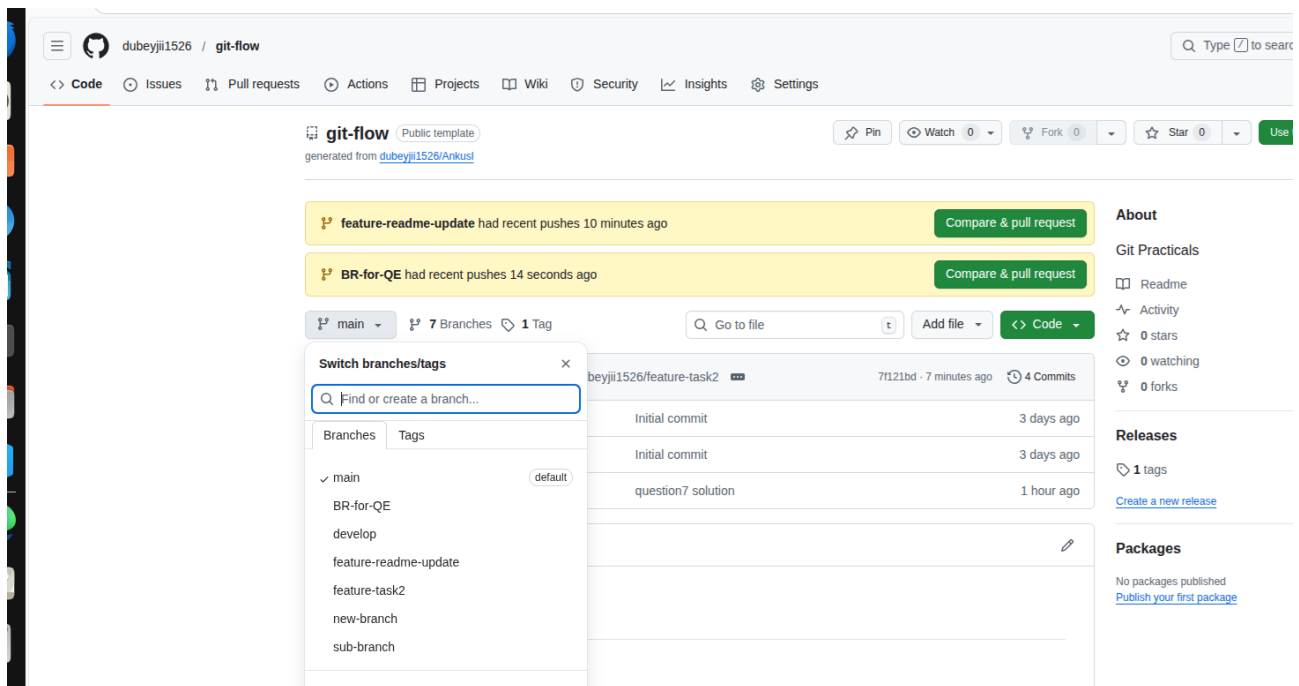 dubeyjii1526 / git-flow
Type / to searc
Code Issues Pull requests Actions Projects Wiki Security Insights Settings
git-flow Public template
Pin Watch 0 Fork 0 Star 0 Use
generated from dubeyjii1526/Ankusl
feature-readme-update had recent pushes 10 minutes ago
Compare & pull request
BR-for-QE had recent pushes 14 seconds ago
Compare & pull request
main 7 Branches 1 Tag
Go to file t
Add file
<> Code
Switch branches/tags
Find or create a branch...
Branches Tags
main default
BR-for-QE
develop
feature-readme-update
feature-task2
new-branch
sub-branch
beyjii1526/feature-task2 7f121bd · 7 minutes ago 4 Commits
Initial commit 3 days ago
Initial commit 3 days ago
question7 solution 1 hour ago
About
Git Practicals
Readme
Activity
0 stars
0 watching
0 forks
Releases
1 tags
Create a new release
Packages
No packages published
Publish your first package